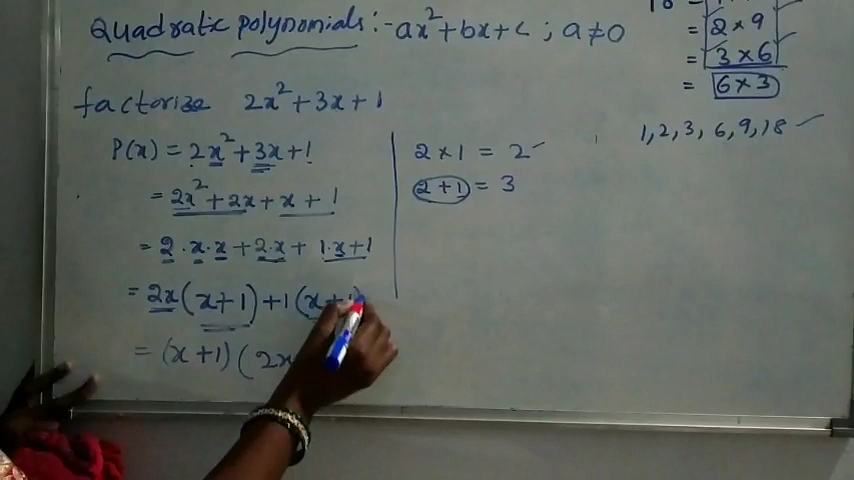 Quadratic polynomials :- ax² + bx + c ; a ≠ 0
factorize 2x² + 3x + 1
P(x) = 2x² + 3x + 1
= 2x² + 2x + x + 1
= 2 · x · x + 2 · x + 1 · x + 1
= 2x (x + 1) + 1 (x + 1)
= (x + 1) ( 2x
2 × 1 = 2 ✓
2 + 1 = 3
18
= 2 × 9
= 3 × 6
= 6 × 3
1, 2, 3, 6, 9, 18